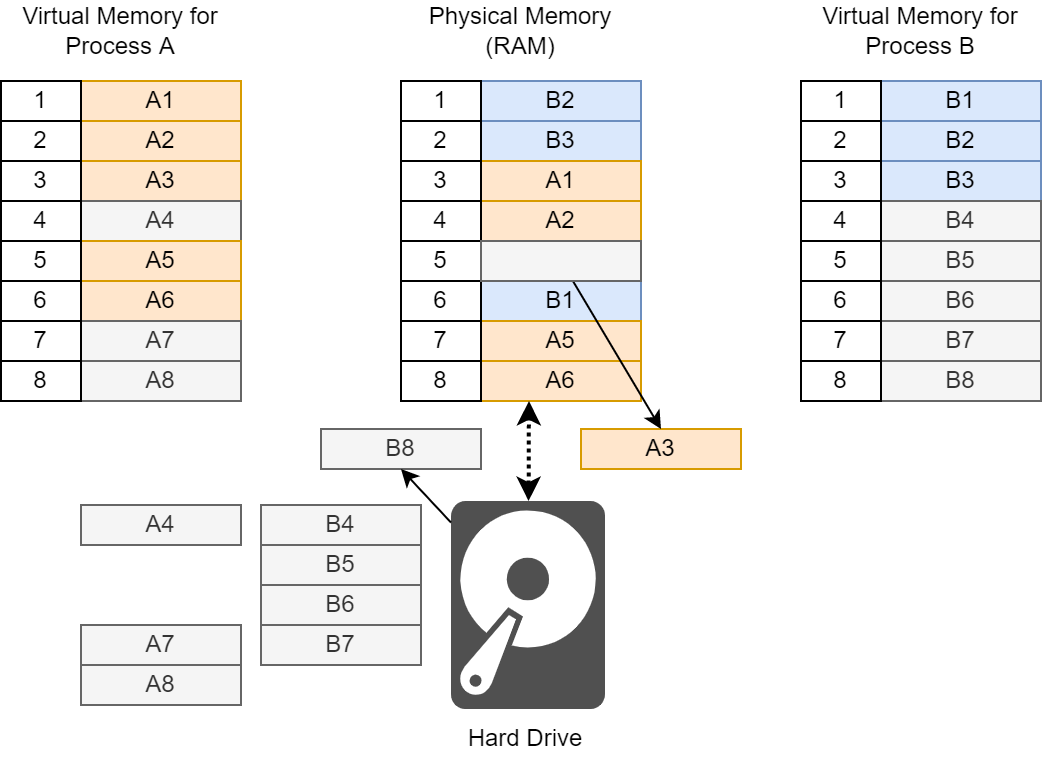 Virtual Memory for
Process A
Physical Memory
(RAM)
Virtual Memory for
Process B
1 A1
2 A2
3 A3
4 A4
5 A5
6 A6
7 A7
8 A8
1 B2
2 B3
3 A1
4 A2
5
6 B1
7 A5
8 A6
1 B1
2 B2
3 B3
4 B4
5 B5
6 B6
7 B7
8 B8
B8
A3
A4
A7
A8
B4
B5
B6
B7
Hard Drive